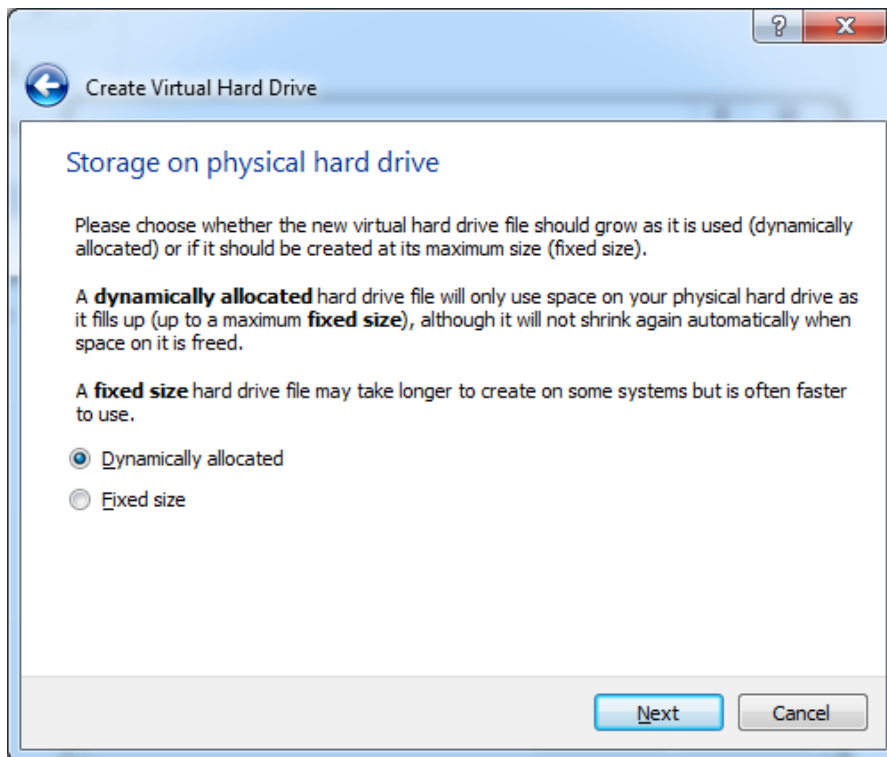 Create Virtual Hard Drive
Storage on physical hard drive
Please choose whether the new virtual hard drive file should grow as it is used (dynamically
allocated) or if it should be created at its maximum size (fixed size).
A dynamically allocated hard drive file will only use space on your physical hard drive as
it fills up (up to a maximum fixed size), although it will not shrink again automatically when
space on it is freed.
A fixed size hard drive file may take longer to create on some systems but is often faster
to use.
Dynamically allocated
Fixed size
Next Cancel